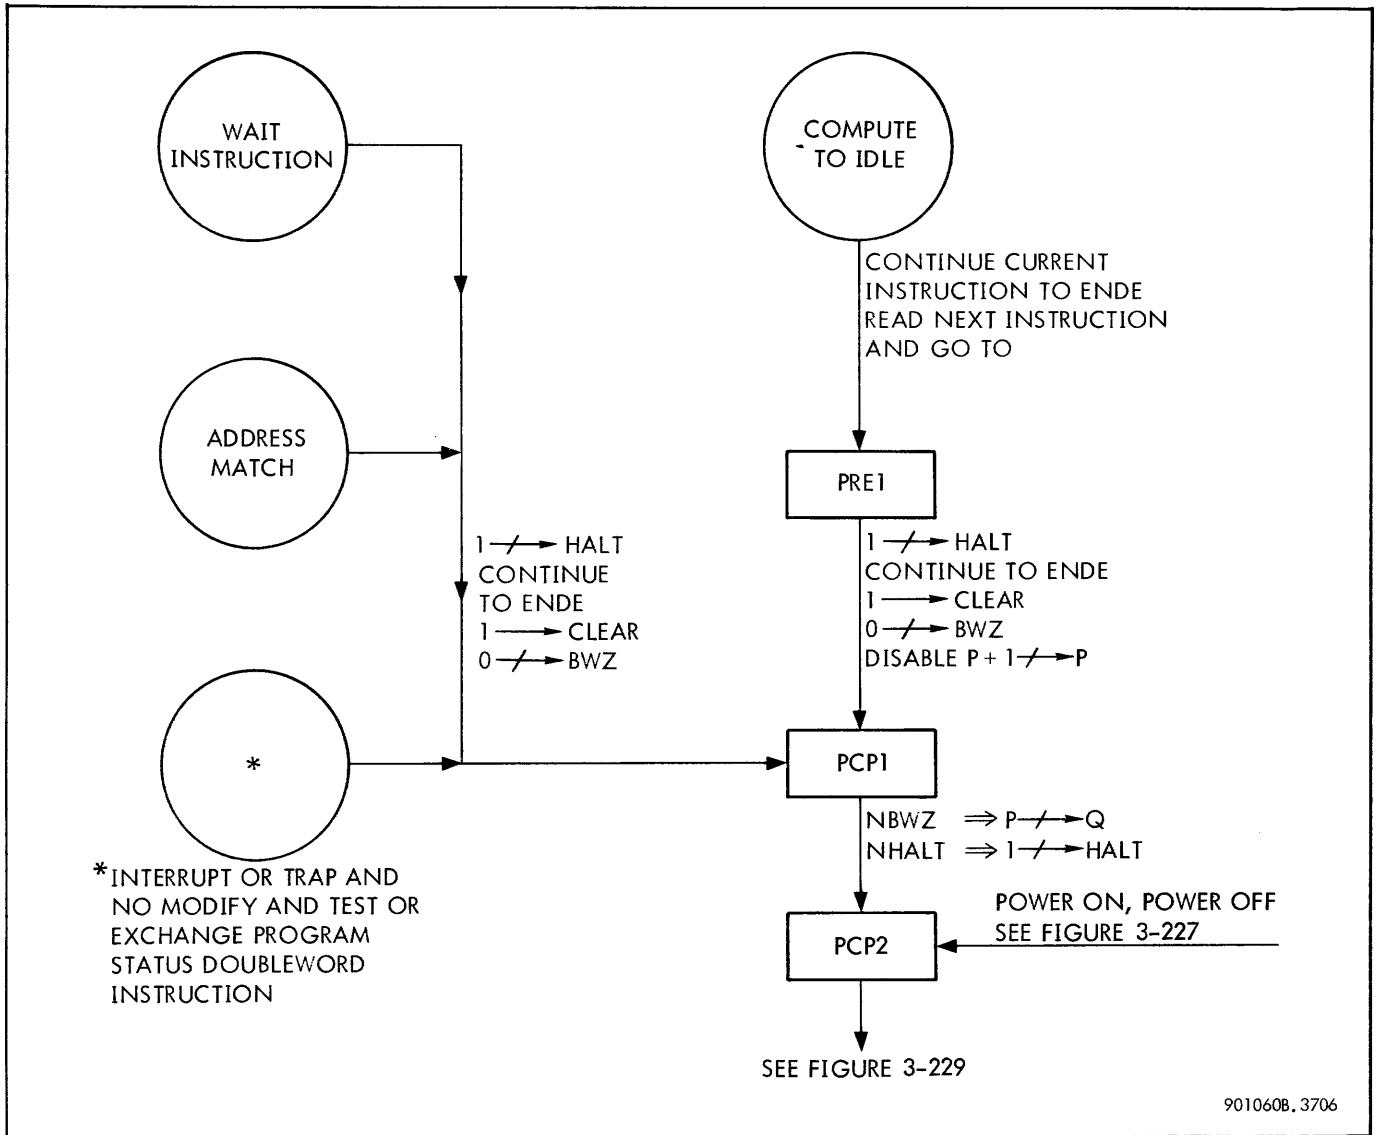 WAIT
INSTRUCTION
COMPUTE
TO IDLE
CONTINUE CURRENT
INSTRUCTION TO ENDE
READ NEXT INSTRUCTION
AND GO TO
ADDRESS
MATCH
PRE1
1 ⟶ HALT
CONTINUE
TO ENDE
1 ⟶ CLEAR
0 ⟶ BWZ
1 ⟶ HALT
CONTINUE TO ENDE
1 ⟶ CLEAR
0 ⟶ BWZ
DISABLE P + 1 ⟶ P
*
PCP1
NBWZ ⇒ P ⟶ Q
NHALT ⇒ 1 ⟶ HALT
* INTERRUPT OR TRAP AND
NO MODIFY AND TEST OR
EXCHANGE PROGRAM
STATUS DOUBLEWORD
INSTRUCTION
POWER ON, POWER OFF
SEE FIGURE 3-227
PCP2
SEE FIGURE 3-229
901060B.3706